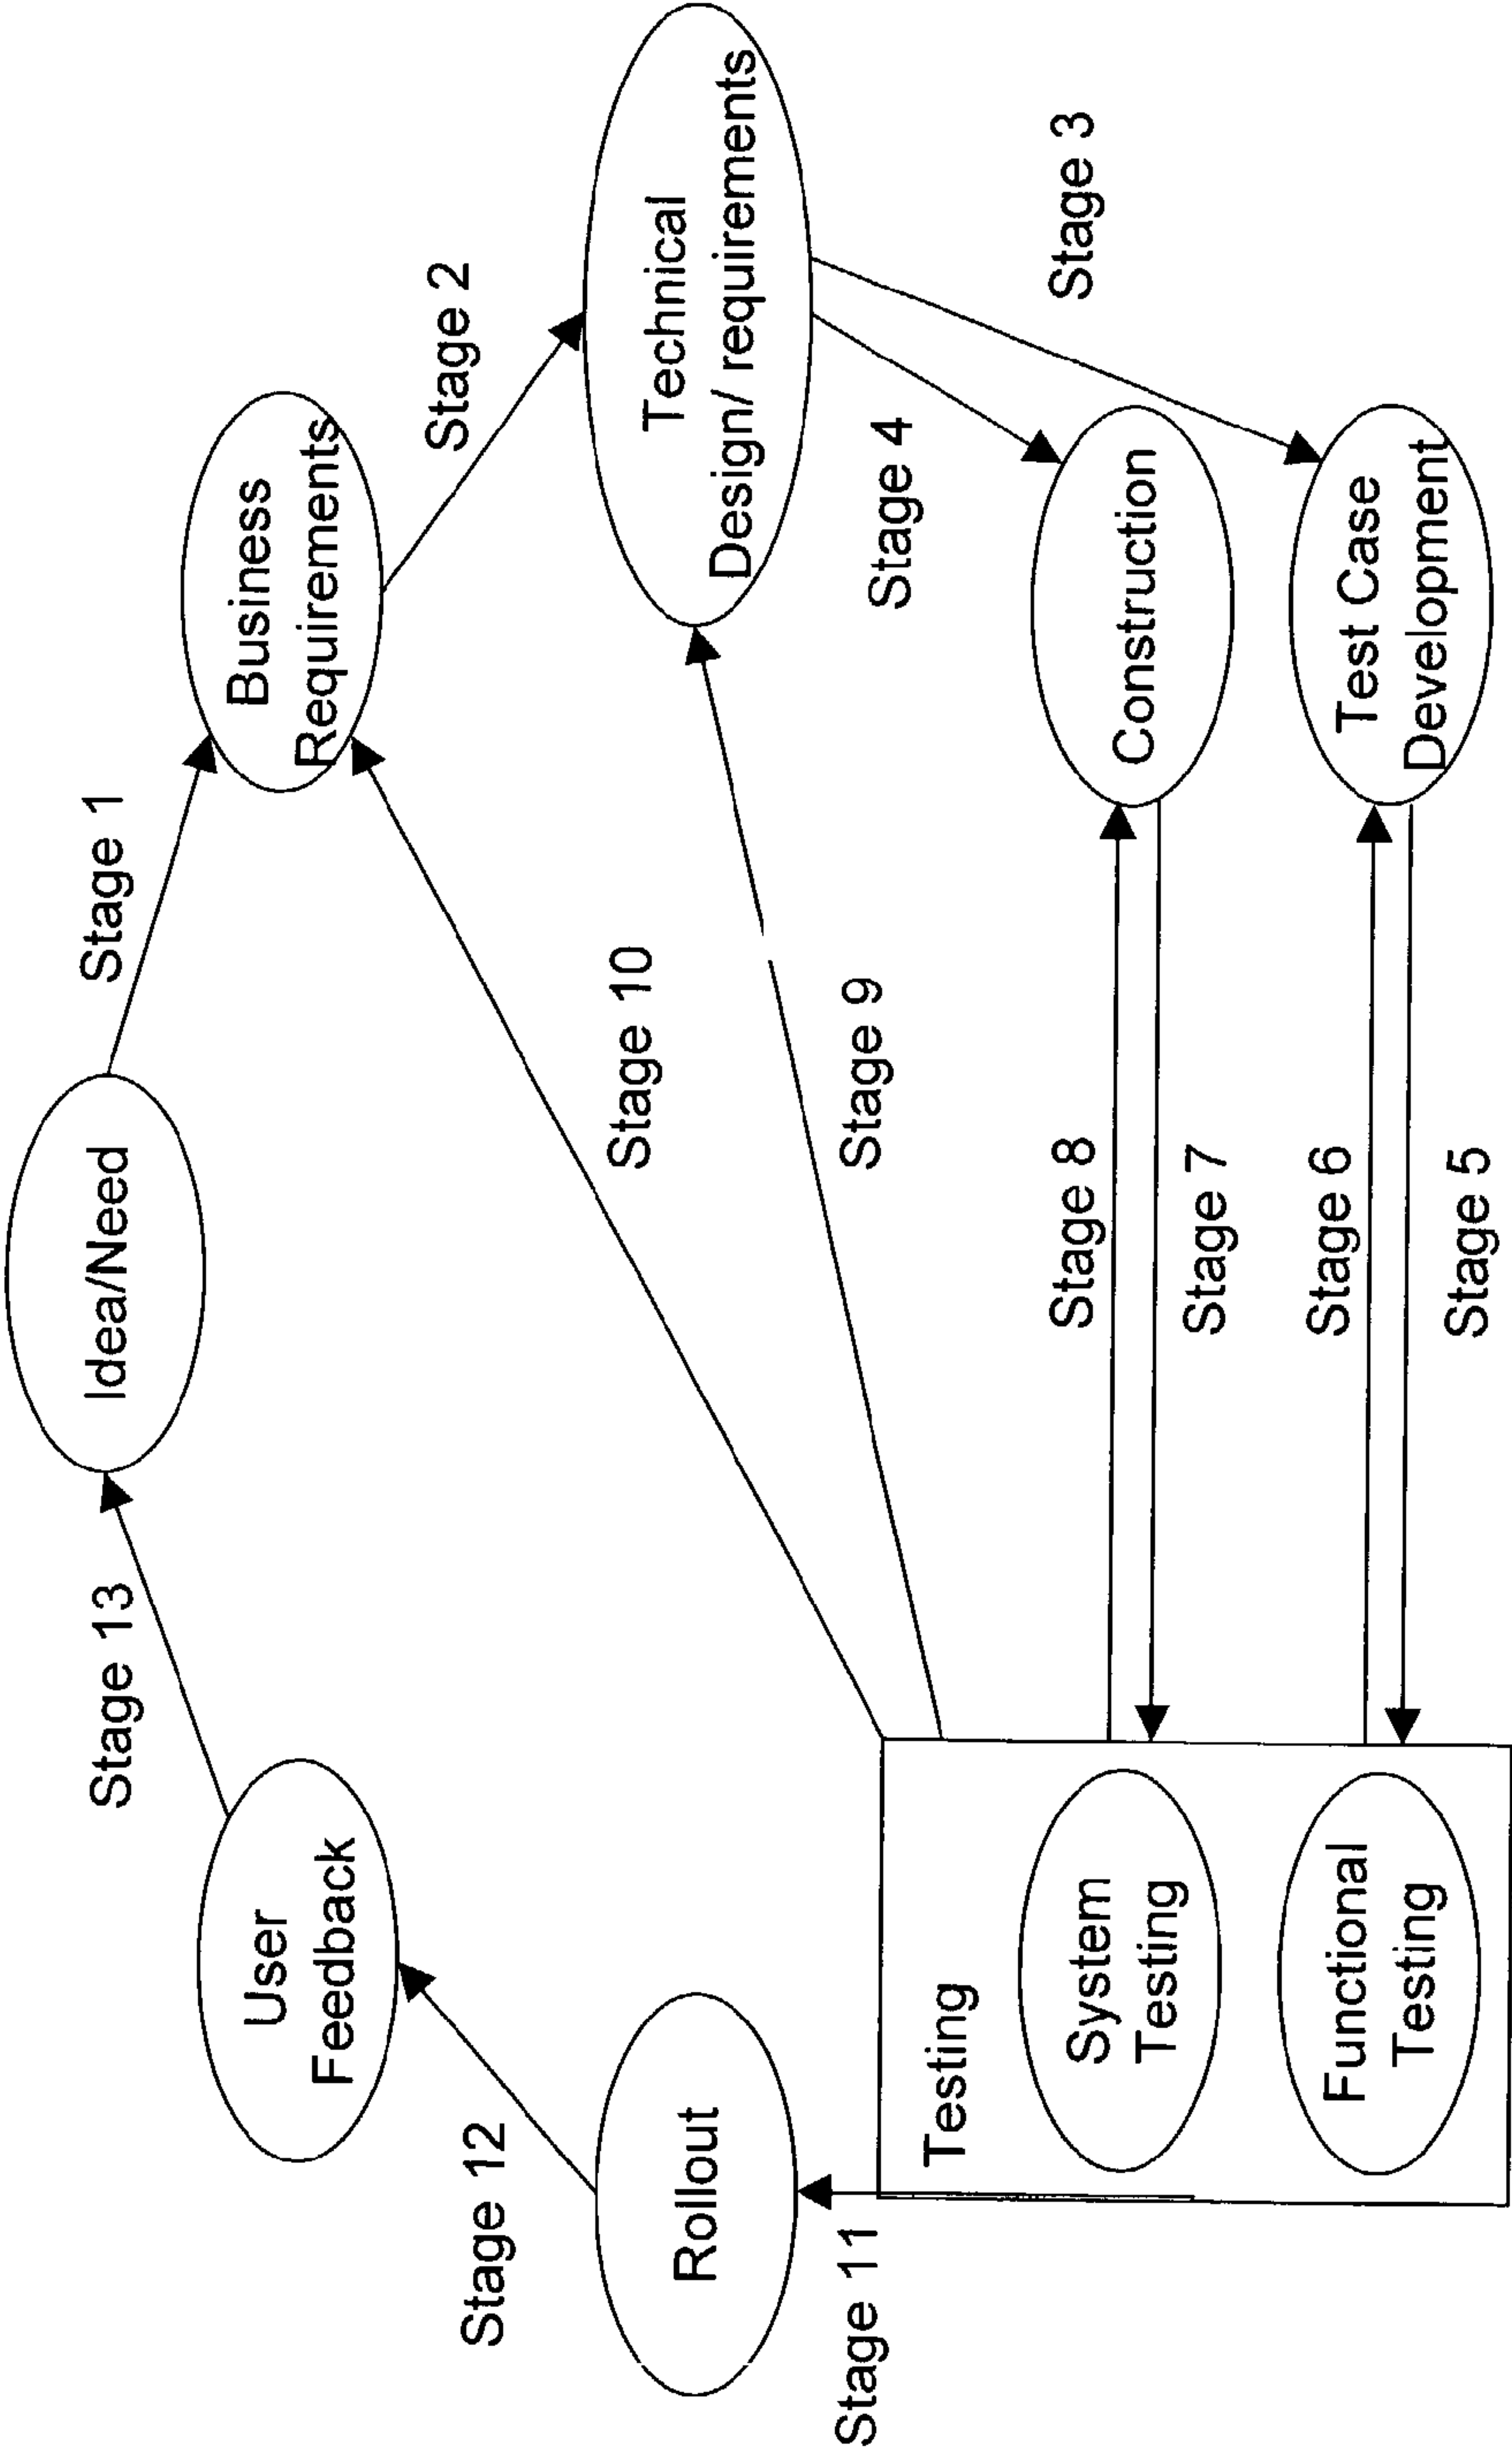 Idea/Need
Stage 1
Stage 13
Business
Requirements
User
Feedback
Stage 2
Stage 12
Technical
Design/ requirements
Rollout
Stage 10
Stage 9
Stage 11
Stage 4
Stage 3
Testing
System
Testing
Stage 8
Stage 7
Construction
Functional
Testing
Stage 6
Stage 5
Test Case
Development